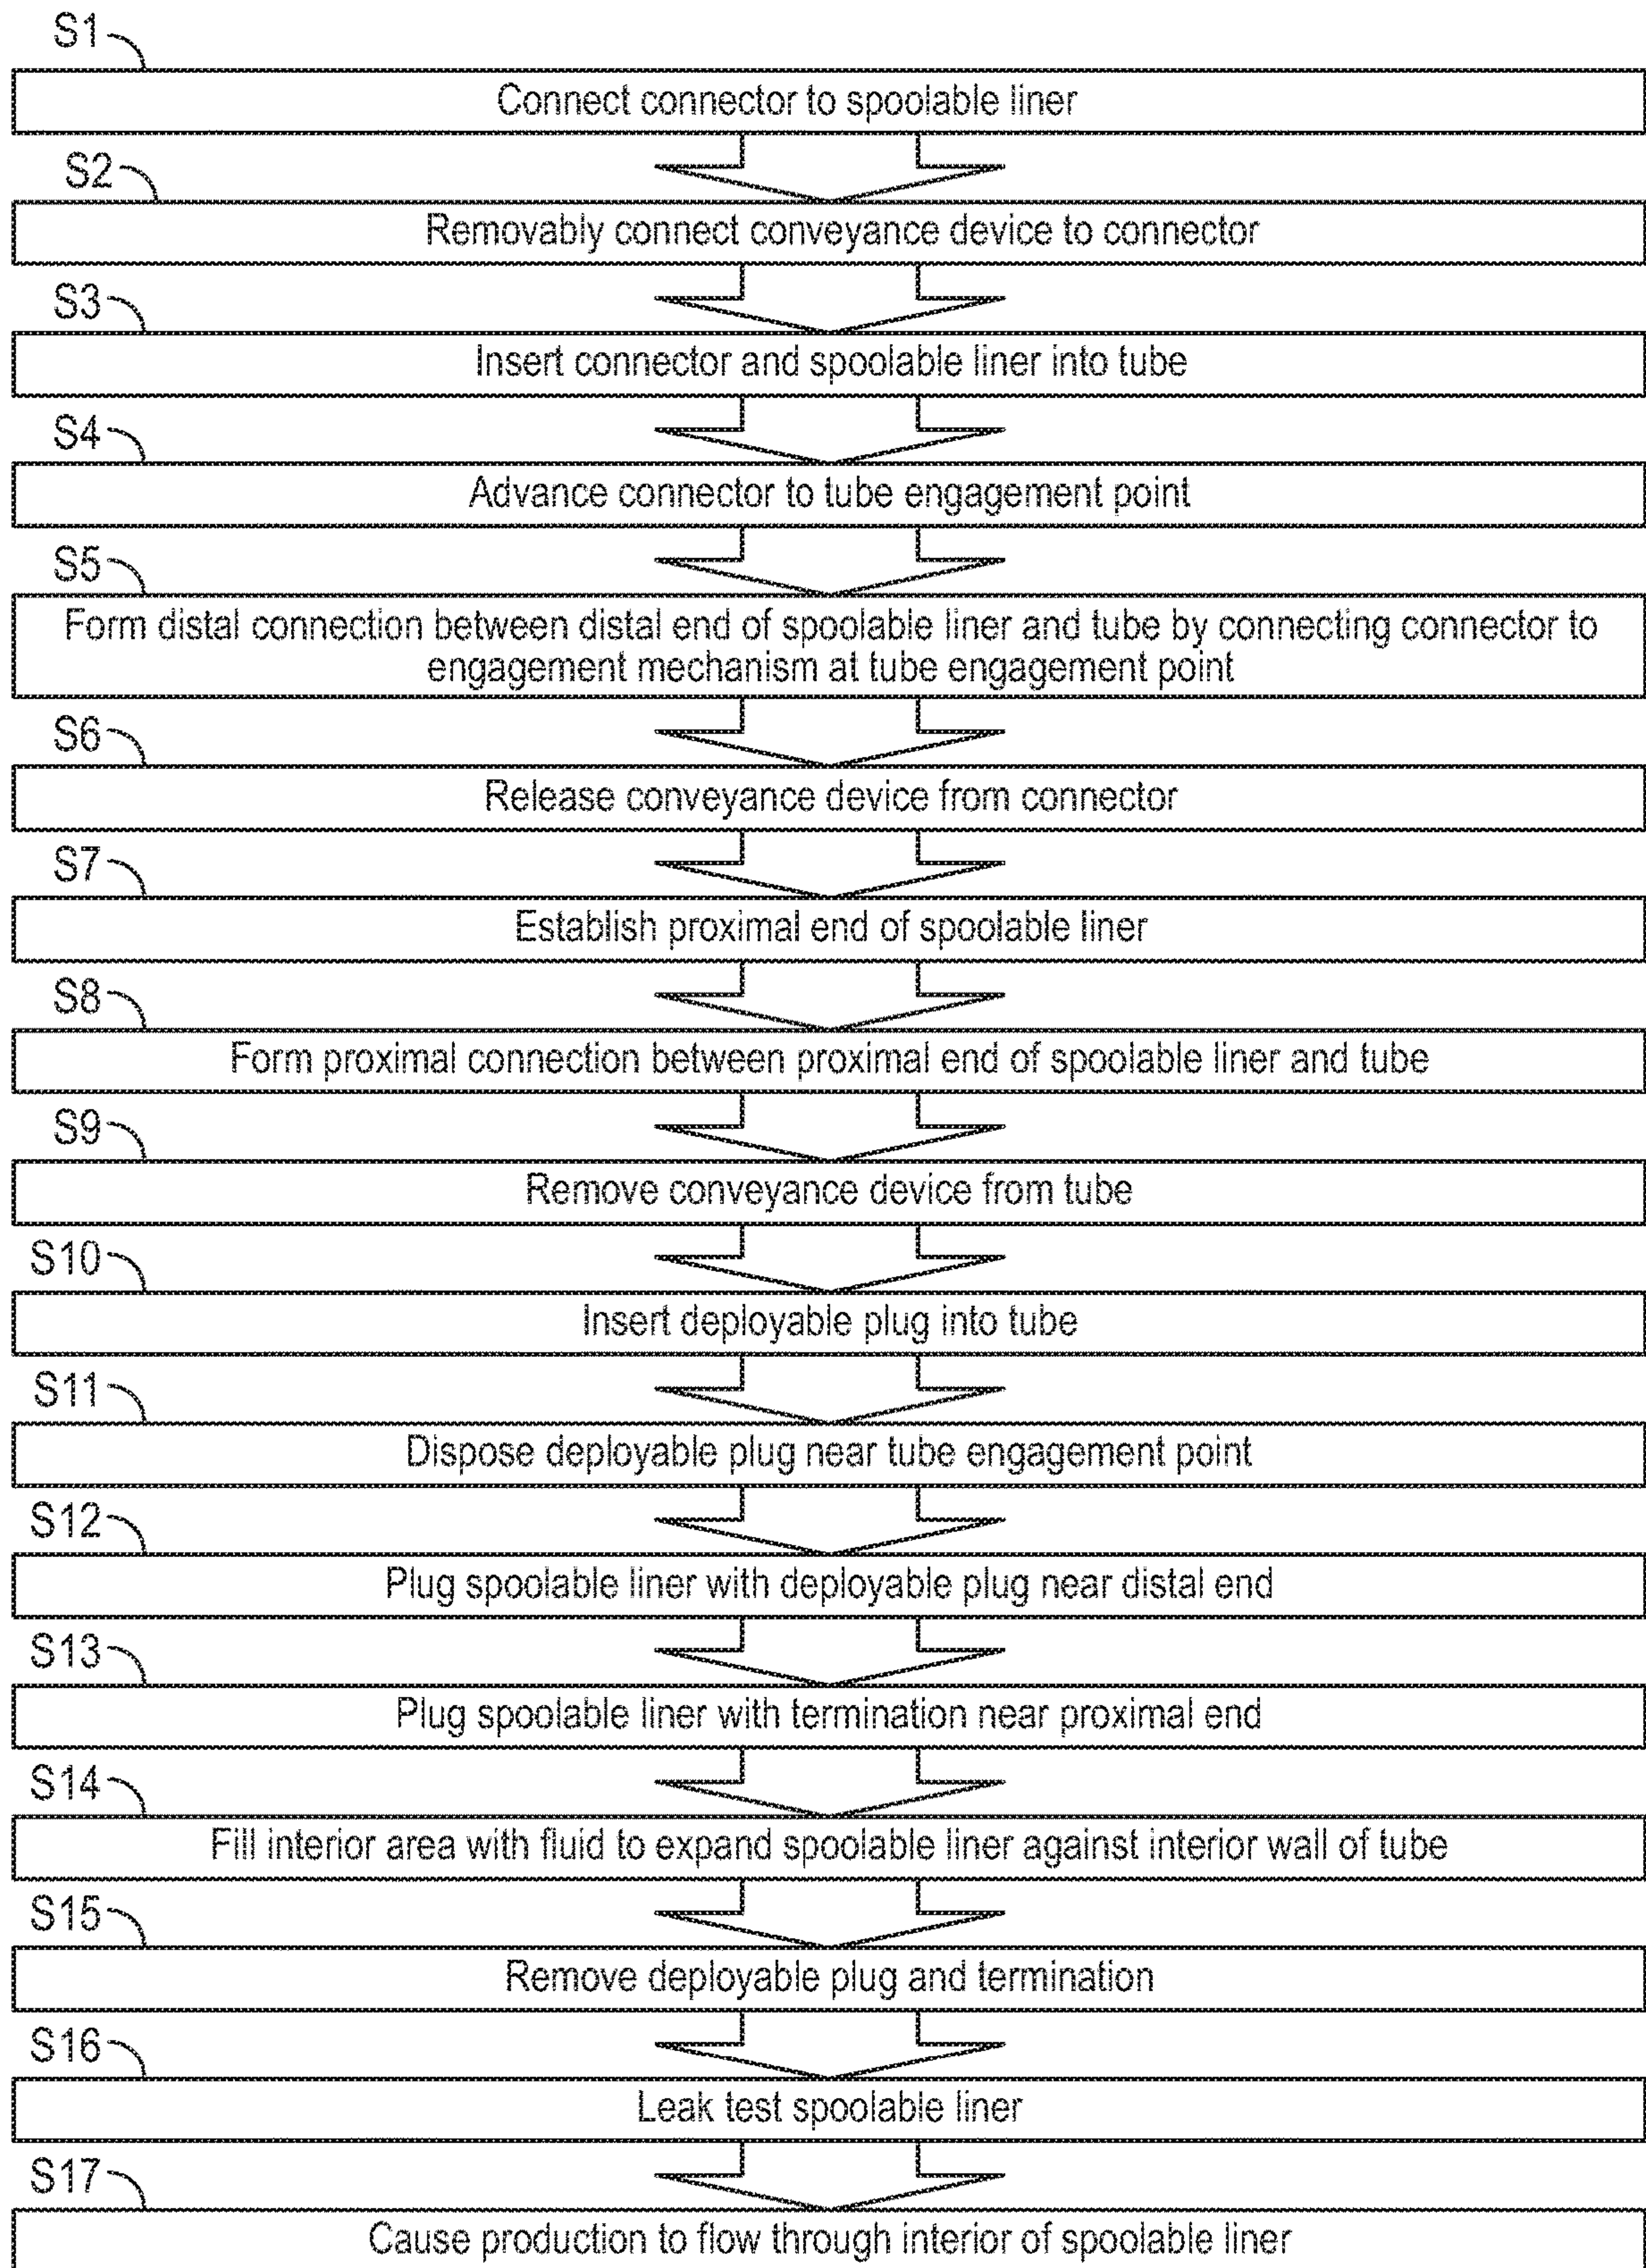 S1
Connect connector to spoolable liner
S2
Removably connect conveyance device to connector
S3
Insert connector and spoolable liner into tube
S4
Advance connector to tube engagement point
S5
Form distal connection between distal end of spoolable liner and tube by connecting connector to
engagement mechanism at tube engagement point
S6
Release conveyance device from connector
S7
Establish proximal end of spoolable liner
S8
Form proximal connection between proximal end of spoolable liner and tube
S9
Remove conveyance device from tube
S10
Insert deployable plug into tube
S11
Dispose deployable plug near tube engagement point
S12
Plug spoolable liner with deployable plug near distal end
S13
Plug spoolable liner with termination near proximal end
S14
Fill interior area with fluid to expand spoolable liner against interior wall of tube
S15
Remove deployable plug and termination
S16
Leak test spoolable liner
S17
Cause production to flow through interior of spoolable liner